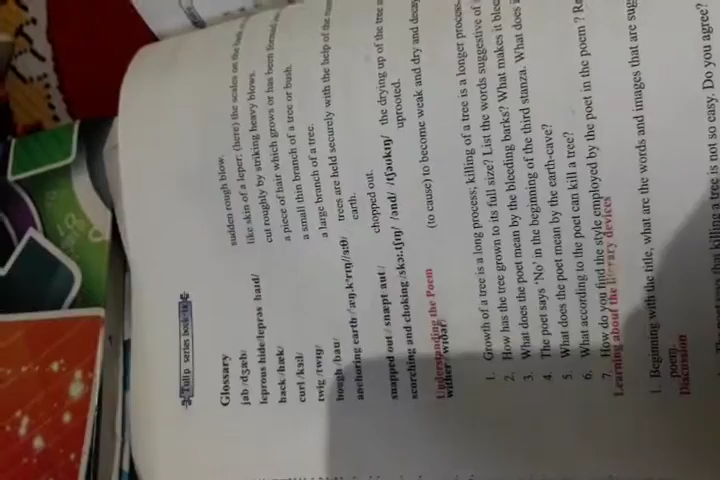 Tulip series book-ix
Glossary
jab /dʒæb/ sudden rough blow.
leprous hide/leprəs haɪd/ like skin of a leper; (here) the scales on the
hack /hæk/ cut roughly by striking heavy blows.
curl /kɜ:l/ a piece of hair which grows or has been formed
twig /twɪg/ a small thin branch of a tree or bush.
bough /baʊ/ a large branch of a tree.
anchoring earth trees are held securely with the help of the
earth.
snapped out /snæpt aʊt/ chopped out.
scorching and choking the drying up of the tree
uprooted.
wither (to cause) to become weak and dry and decay
Understanding the Poem
1. Growth of a tree is a long process; killing of a tree is a longer process.
2. How has the tree grown to its full size? List the words suggestive of
3. What does the poet mean by the bleeding barks? What makes it
4. The poet says 'No' in the beginning of the third stanza. What does
5. What does the poet mean by the earth-cave?
6. What according to the poet can kill a tree?
7. How do you find the style employed by the poet in the poem ?
Learning about the literary devices
1. Beginning with the title, what are the words and images that are
poem.
Discussion
killing a tree is not so easy. Do you agree?